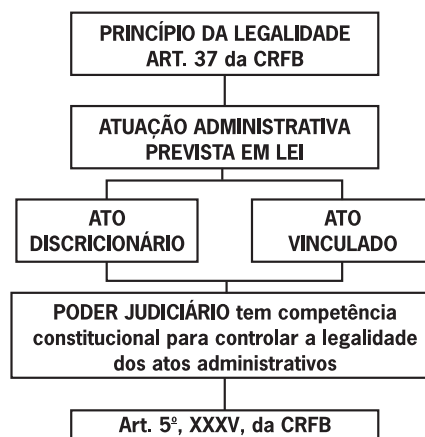 PRINCÍPIO DA LEGALIDADE
ART. 37 da CRFB
ATUAÇÃO ADMINISTRATIVA
PREVISTA EM LEI
ATO
DISCRICIONÁRIO
ATO
VINCULADO
PODER JUDICIÁRIO tem competência
constitucional para controlar a legalidade
dos atos administrativos
Art. 5º, XXXV, da CRFB